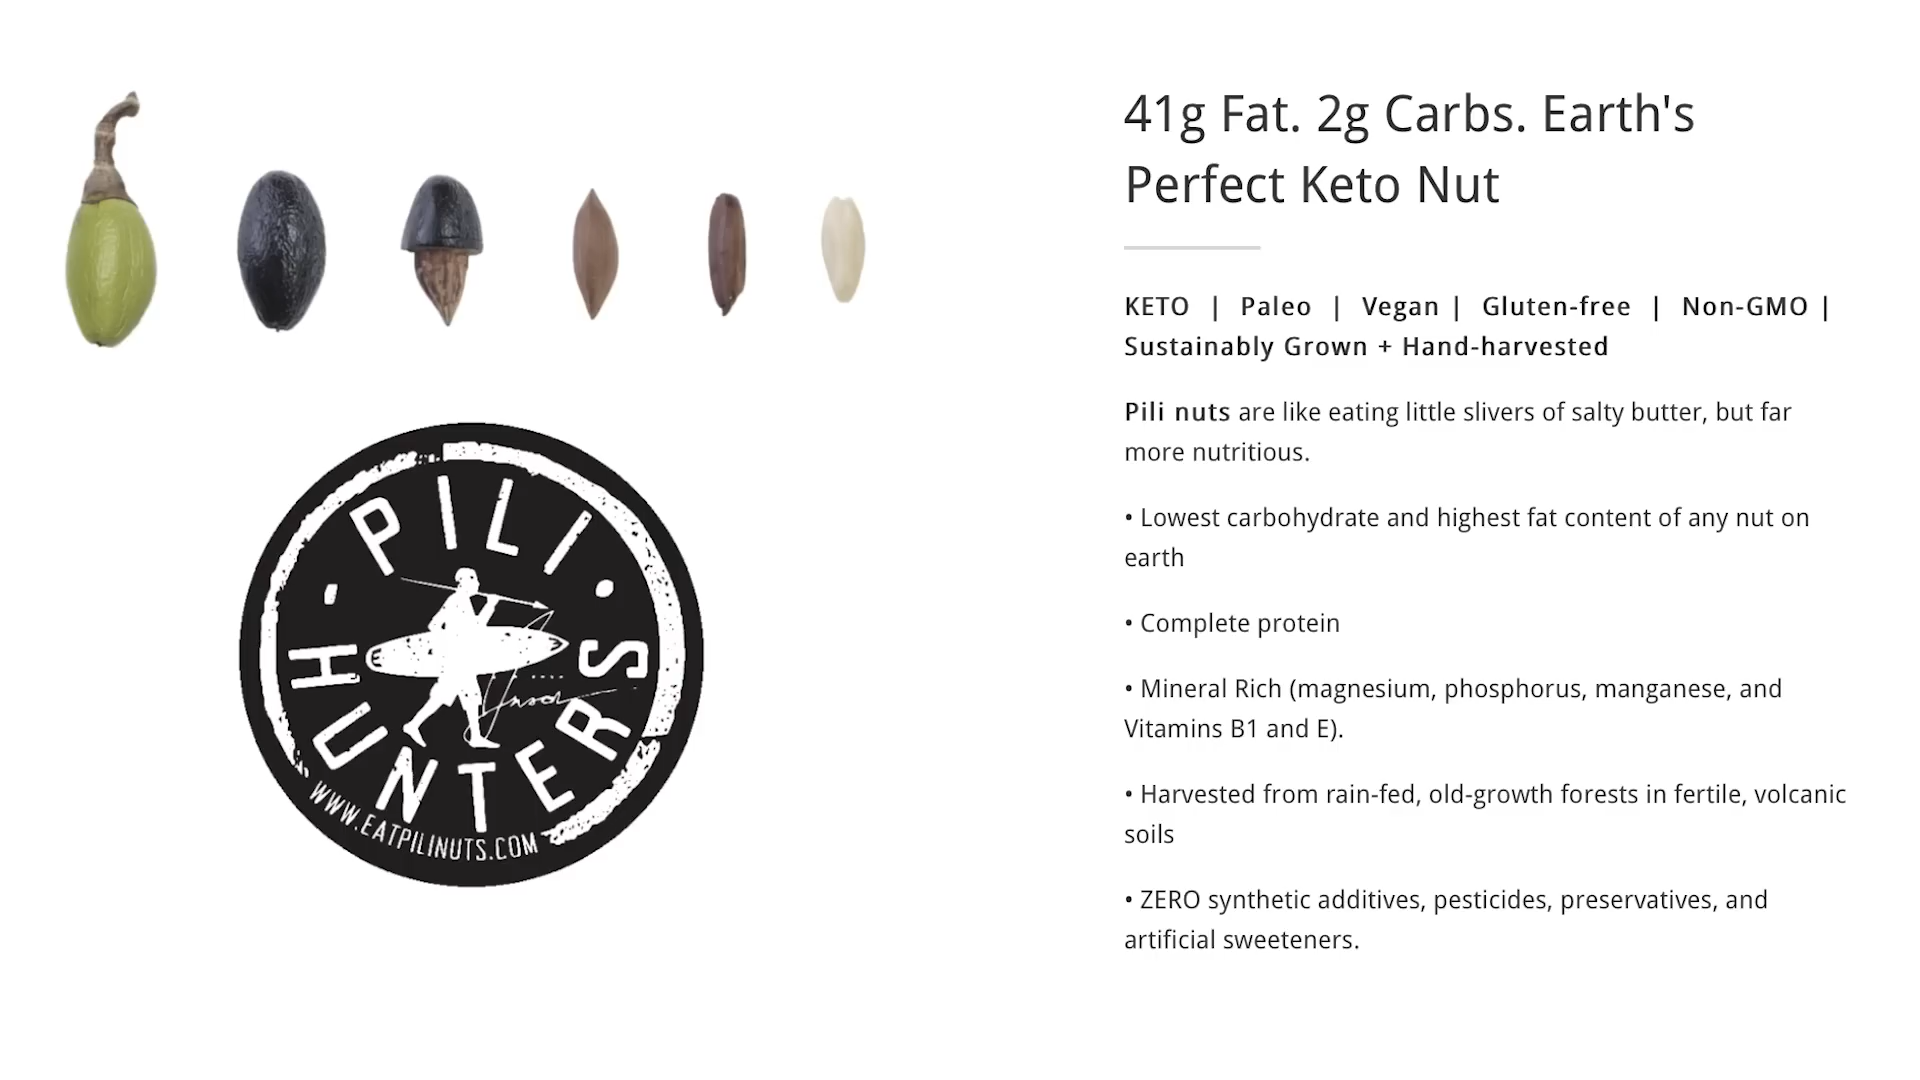 41g Fat. 2g Carbs. Earth's
Perfect Keto Nut
KETO | Paleo | Vegan | Gluten-free | Non-GMO |
Sustainably Grown + Hand-harvested
Pili nuts are like eating little slivers of salty butter, but far
more nutritious.
• Lowest carbohydrate and highest fat content of any nut on
earth
• Complete protein
• Mineral Rich (magnesium, phosphorus, manganese, and
Vitamins B1 and E).
• Harvested from rain-fed, old-growth forests in fertile, volcanic
soils
• ZERO synthetic additives, pesticides, preservatives, and
artificial sweeteners.
PILI
HUNTERS
WWW.EATPILINUTS.COM